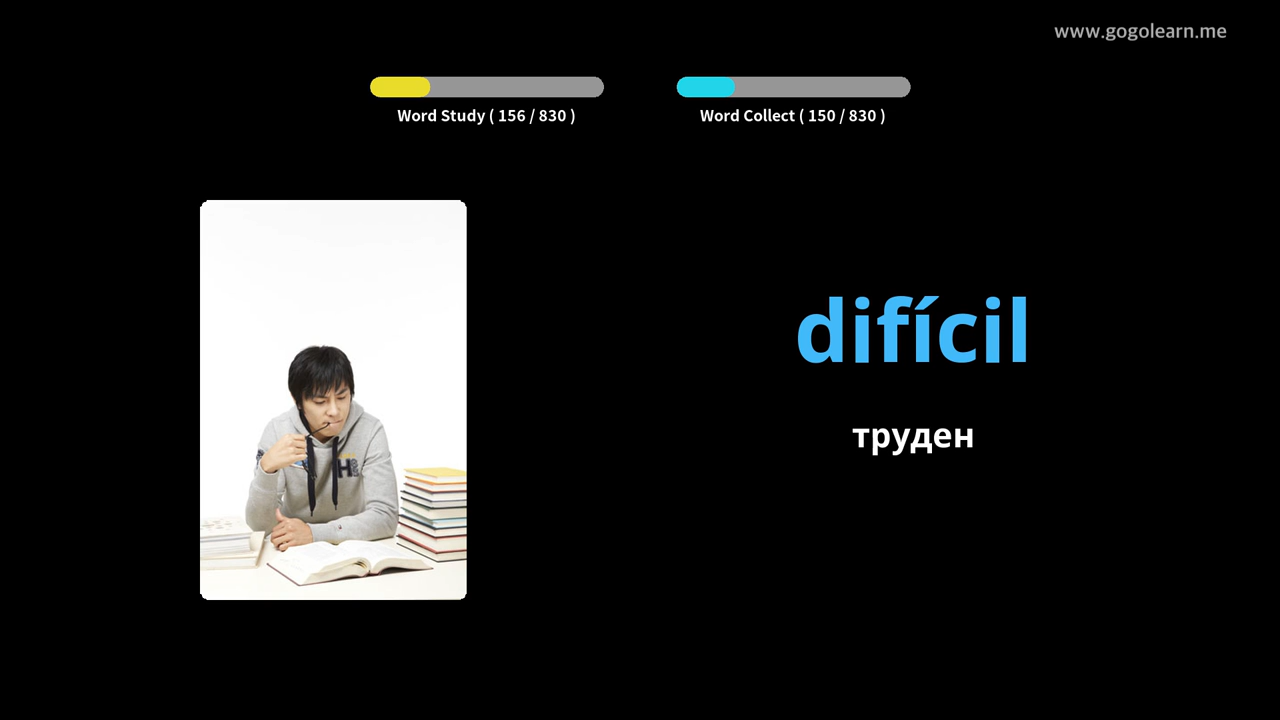 www.gogolearn.me
Word Study ( 156 / 830 )
Word Collect ( 150 / 830 )
difícil
труден
H